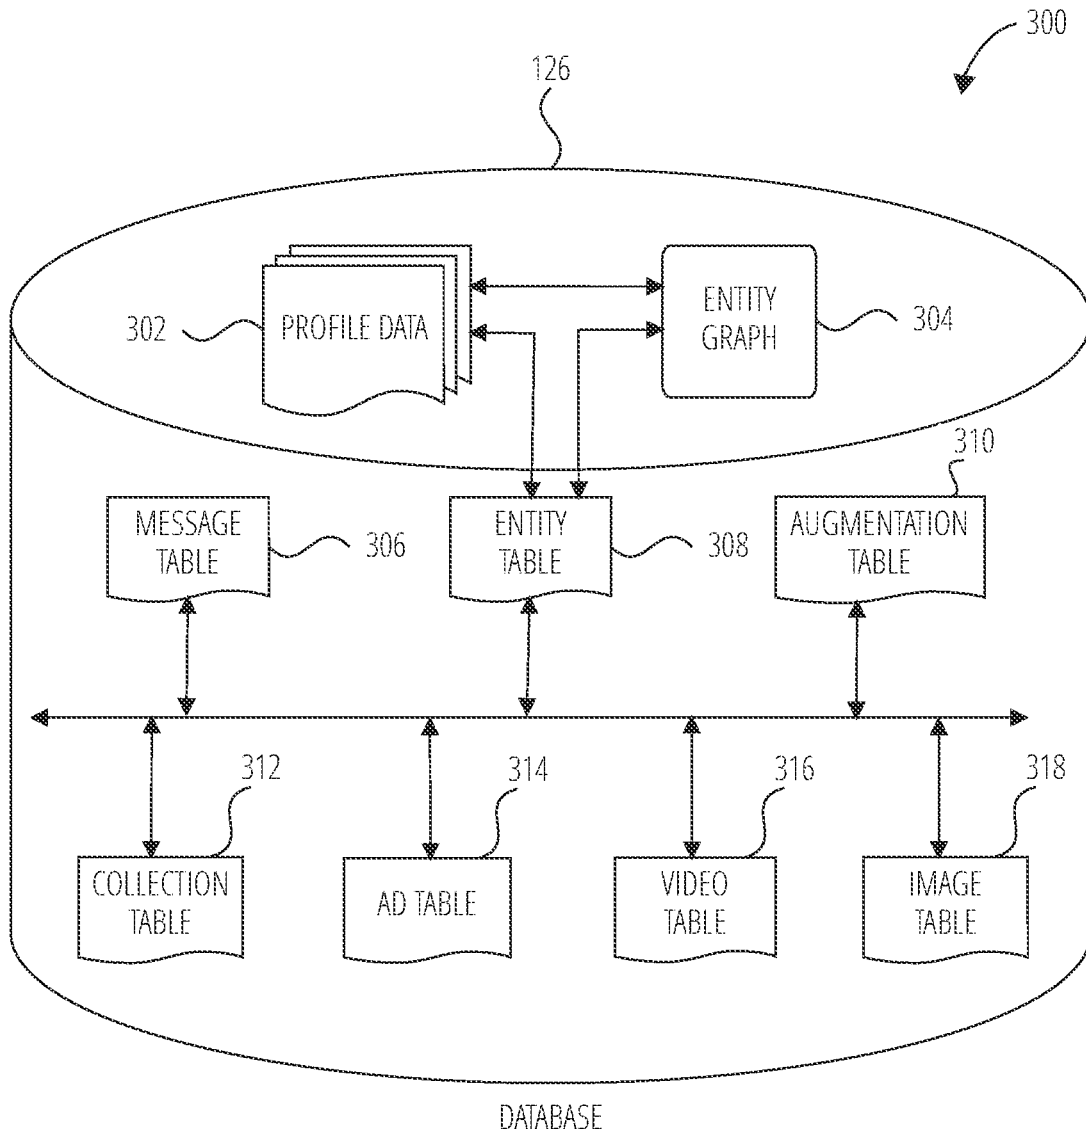 300
126
302
PROFILE DATA
ENTITY
GRAPH
304
310
MESSAGE
TABLE
306
ENTITY
TABLE
308
AUGMENTATION
TABLE
312
314
316
318
COLLECTION
TABLE
AD TABLE
VIDEO
TABLE
IMAGE
TABLE
DATABASE